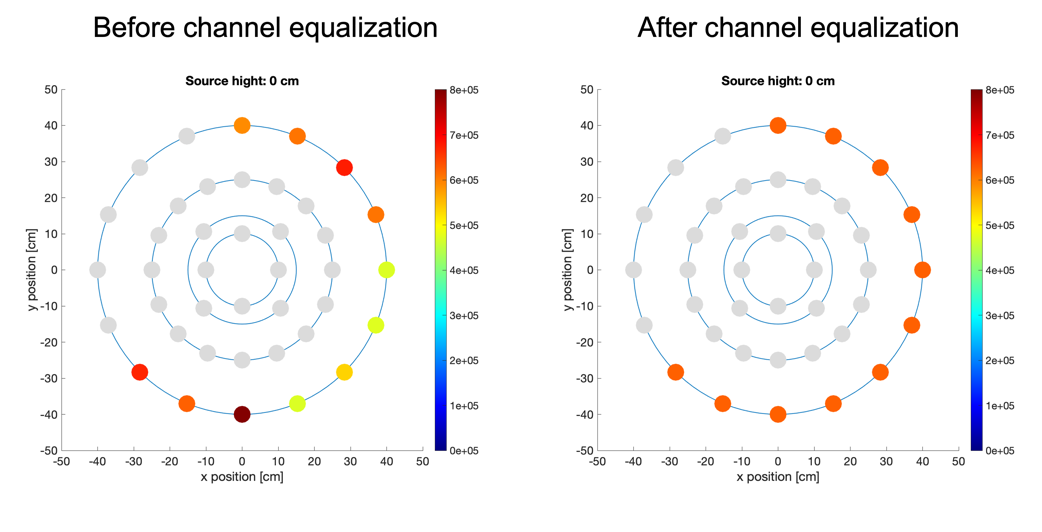 Before channel equalization
After channel equalization
Source hight: 0 cm
50
40
30
20
10
0
-10
-20
-30
-40
-50
y position [cm]
-50 -40 -30 -20 -10 0 10 20 30 40 50
x position [cm]
8e+05
7e+05
6e+05
5e+05
4e+05
3e+05
2e+05
1e+05
0e+05
Source hight: 0 cm
50
40
30
20
10
0
-10
-20
-30
-40
-50
y position [cm]
-50 -40 -30 -20 -10 0 10 20 30 40 50
x position [cm]
8e+05
7e+05
6e+05
5e+05
4e+05
3e+05
2e+05
1e+05
0e+05